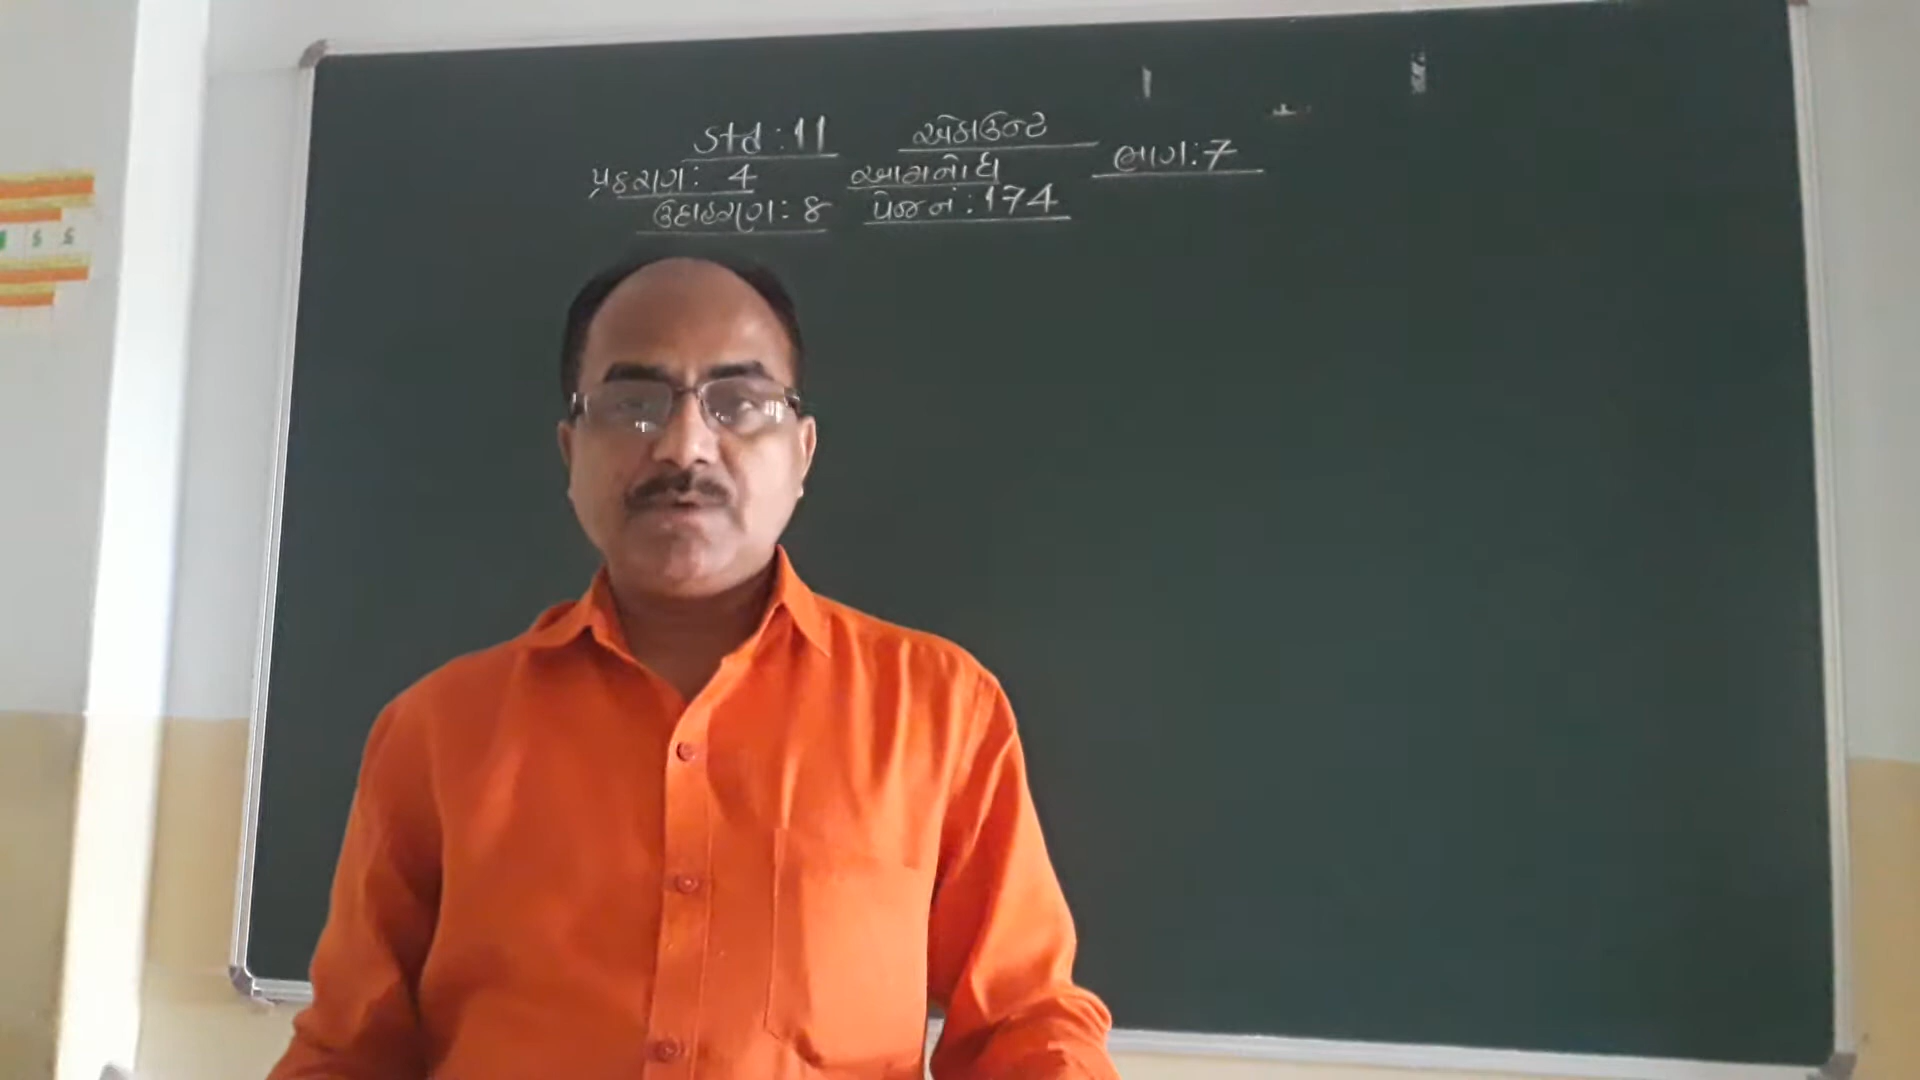 Std : 11 એકાઉન્ટ
ભાગ : 7
પ્રકરણ : 4 આમનોધ
ઉદાહરણ : 8 પેજ નં : 174